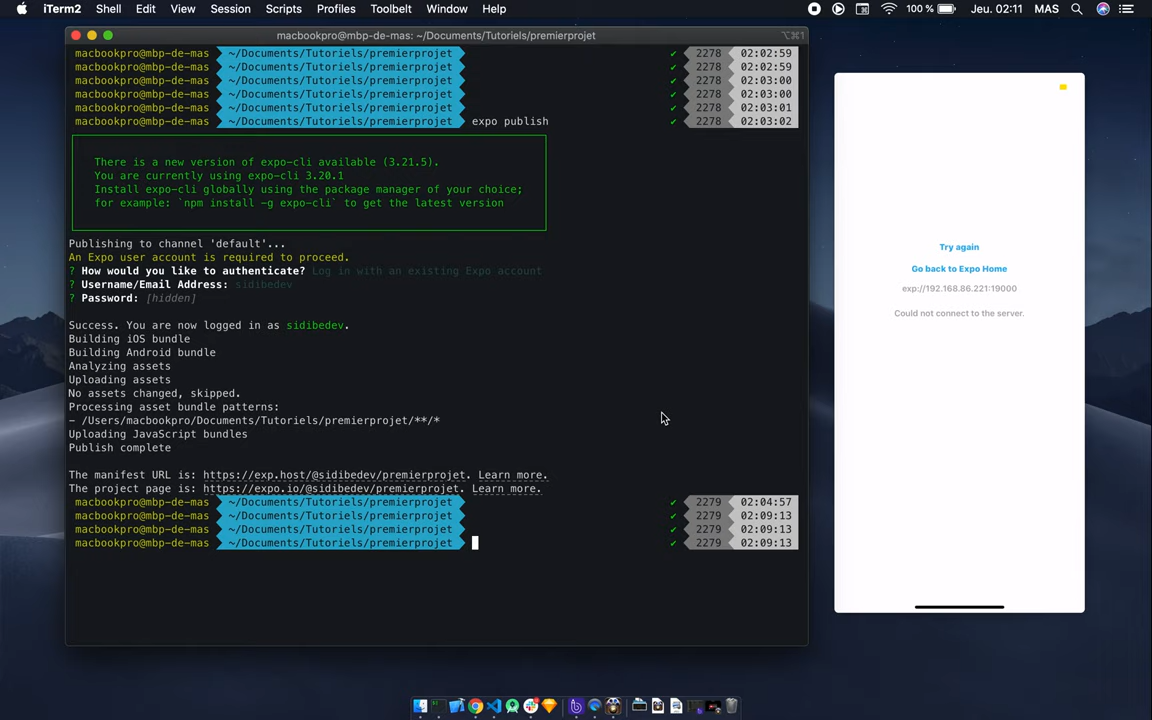 iTerm2 Shell Edit View Session Scripts Profiles Toolbelt Window Help 100 % Jeu. 02:11 MAS
macbookpro@mbp-de-mas: ~/Documents/Tutoriels/premierprojet ⌥⌘1
macbookpro@mbp-de-mas ~/Documents/Tutoriels/premierprojet ✓ 2278 02:02:59
macbookpro@mbp-de-mas ~/Documents/Tutoriels/premierprojet ✓ 2278 02:02:59
macbookpro@mbp-de-mas ~/Documents/Tutoriels/premierprojet ✓ 2278 02:03:00
macbookpro@mbp-de-mas ~/Documents/Tutoriels/premierprojet ✓ 2278 02:03:00
macbookpro@mbp-de-mas ~/Documents/Tutoriels/premierprojet ✓ 2278 02:03:01
macbookpro@mbp-de-mas ~/Documents/Tutoriels/premierprojet expo publish ✓ 2278 02:03:02
There is a new version of expo-cli available (3.21.5).
You are currently using expo-cli 3.20.1
Install expo-cli globally using the package manager of your choice;
for example: `npm install -g expo-cli` to get the latest version
Publishing to channel 'default'...
An Expo user account is required to proceed.
? How would you like to authenticate? Log in with an existing Expo account
? Username/Email Address: sidibedev
? Password: [hidden]
Success. You are now logged in as sidibedev.
Building iOS bundle
Building Android bundle
Analyzing assets
Uploading assets
No assets changed, skipped.
Processing asset bundle patterns:
- /Users/macbookpro/Documents/Tutoriels/premierprojet/**/*
Uploading JavaScript bundles
Publish complete
The manifest URL is: https://exp.host/@sidibedev/premierprojet. Learn more.
The project page is: https://expo.io/@sidibedev/premierprojet. Learn more.
macbookpro@mbp-de-mas ~/Documents/Tutoriels/premierprojet ✓ 2279 02:04:57
macbookpro@mbp-de-mas ~/Documents/Tutoriels/premierprojet ✓ 2279 02:09:13
macbookpro@mbp-de-mas ~/Documents/Tutoriels/premierprojet ✓ 2279 02:09:13
macbookpro@mbp-de-mas ~/Documents/Tutoriels/premierprojet ✓ 2279 02:09:13
Try again
Go back to Expo Home
exp://192.168.86.221:19000
Could not connect to the server.